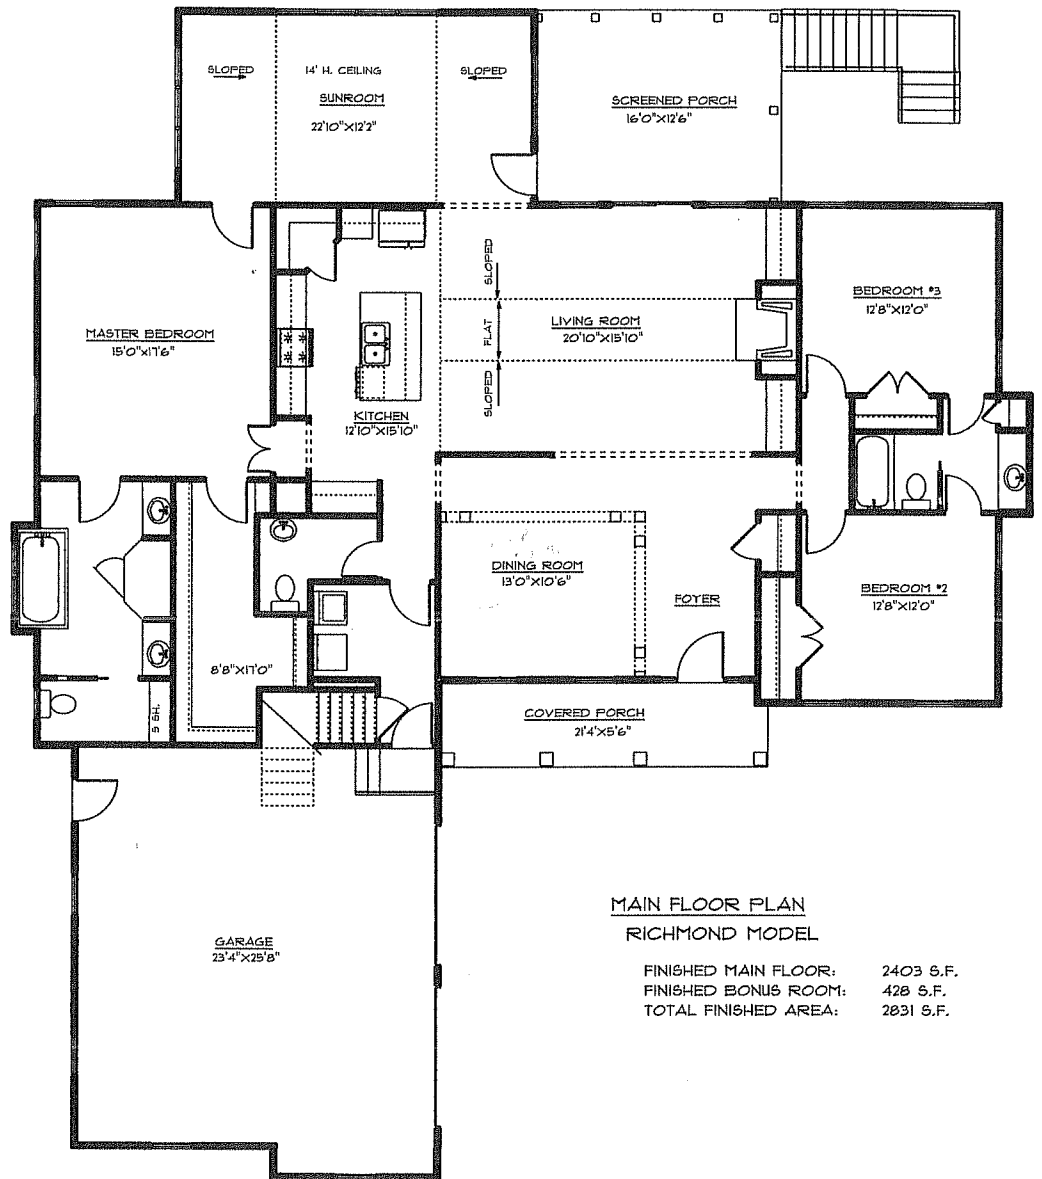 SLOPED
14' H. CEILING
SLOPED
SUNROOM
22'10"X12'2"
SCREENED PORCH
16'0"X12'6"
SLOPED
FLAT
SLOPED
MASTER BEDROOM
15'0"X17'6"
LIVING ROOM
20'10"X15'10"
BEDROOM #3
12'8"X12'0"
KITCHEN
12'10"X15'10"
DINING ROOM
13'0"X10'6"
FOYER
BEDROOM #2
12'8"X12'0"
8'8"X17'0"
5 SH.
COVERED PORCH
21'4"X5'6"
GARAGE
23'4"X25'8"
MAIN FLOOR PLAN
RICHMOND MODEL
FINISHED MAIN FLOOR: 2403 S.F.
FINISHED BONUS ROOM: 428 S.F.
TOTAL FINISHED AREA: 2831 S.F.